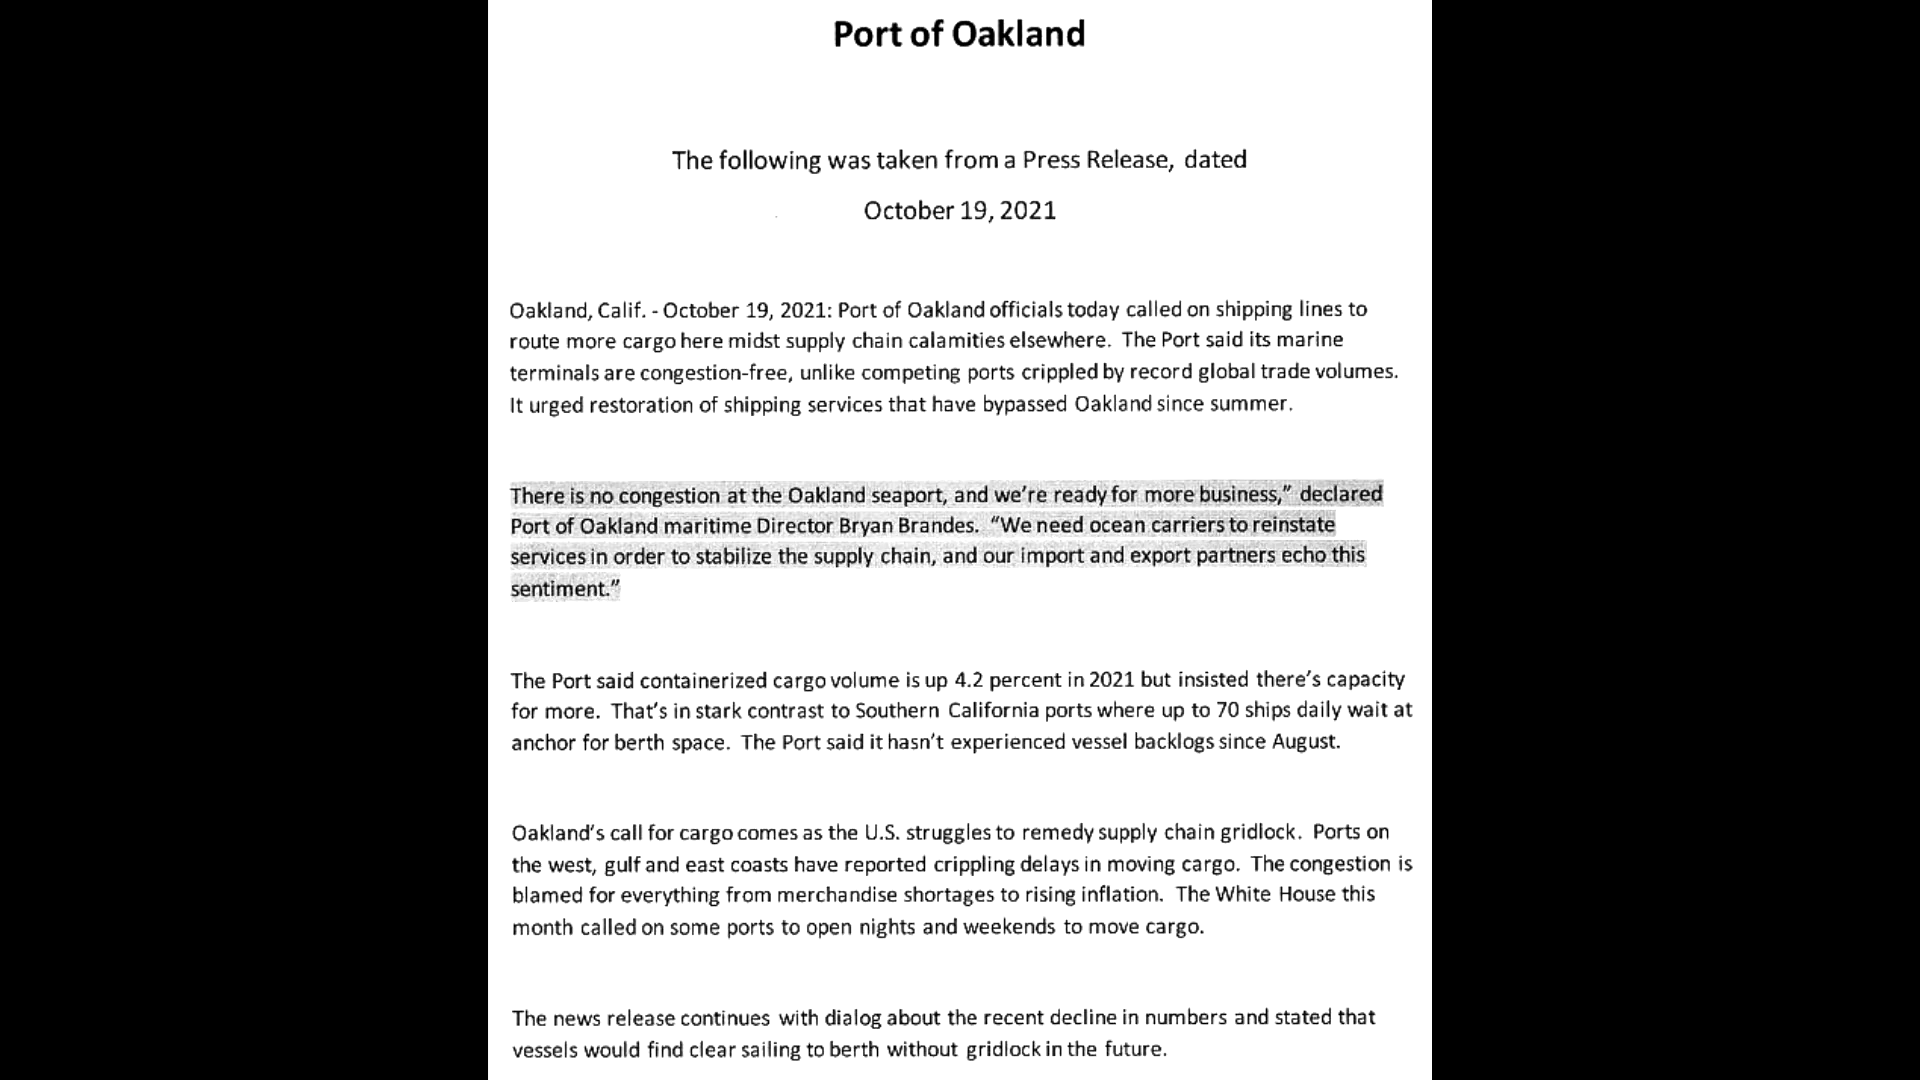 Port of Oakland
The following was taken from a Press Release, dated
October 19, 2021
Oakland, Calif. - October 19, 2021: Port of Oakland officials today called on shipping lines to
route more cargo here midst supply chain calamities elsewhere. The Port said its marine
terminals are congestion-free, unlike competing ports crippled by record global trade volumes.
It urged restoration of shipping services that have bypassed Oakland since summer.
There is no congestion at the Oakland seaport, and we’re ready for more business,” declared
Port of Oakland maritime Director Bryan Brandes. “We need ocean carriers to reinstate
services in order to stabilize the supply chain, and our import and export partners echo this
sentiment.”
The Port said containerized cargo volume is up 4.2 percent in 2021 but insisted there’s capacity
for more. That’s in stark contrast to Southern California ports where up to 70 ships daily wait at
anchor for berth space. The Port said it hasn’t experienced vessel backlogs since August.
Oakland’s call for cargo comes as the U.S. struggles to remedy supply chain gridlock. Ports on
the west, gulf and east coasts have reported crippling delays in moving cargo. The congestion is
blamed for everything from merchandise shortages to rising inflation. The White House this
month called on some ports to open nights and weekends to move cargo.
The news release continues with dialog about the recent decline in numbers and stated that
vessels would find clear sailing to berth without gridlock in the future.